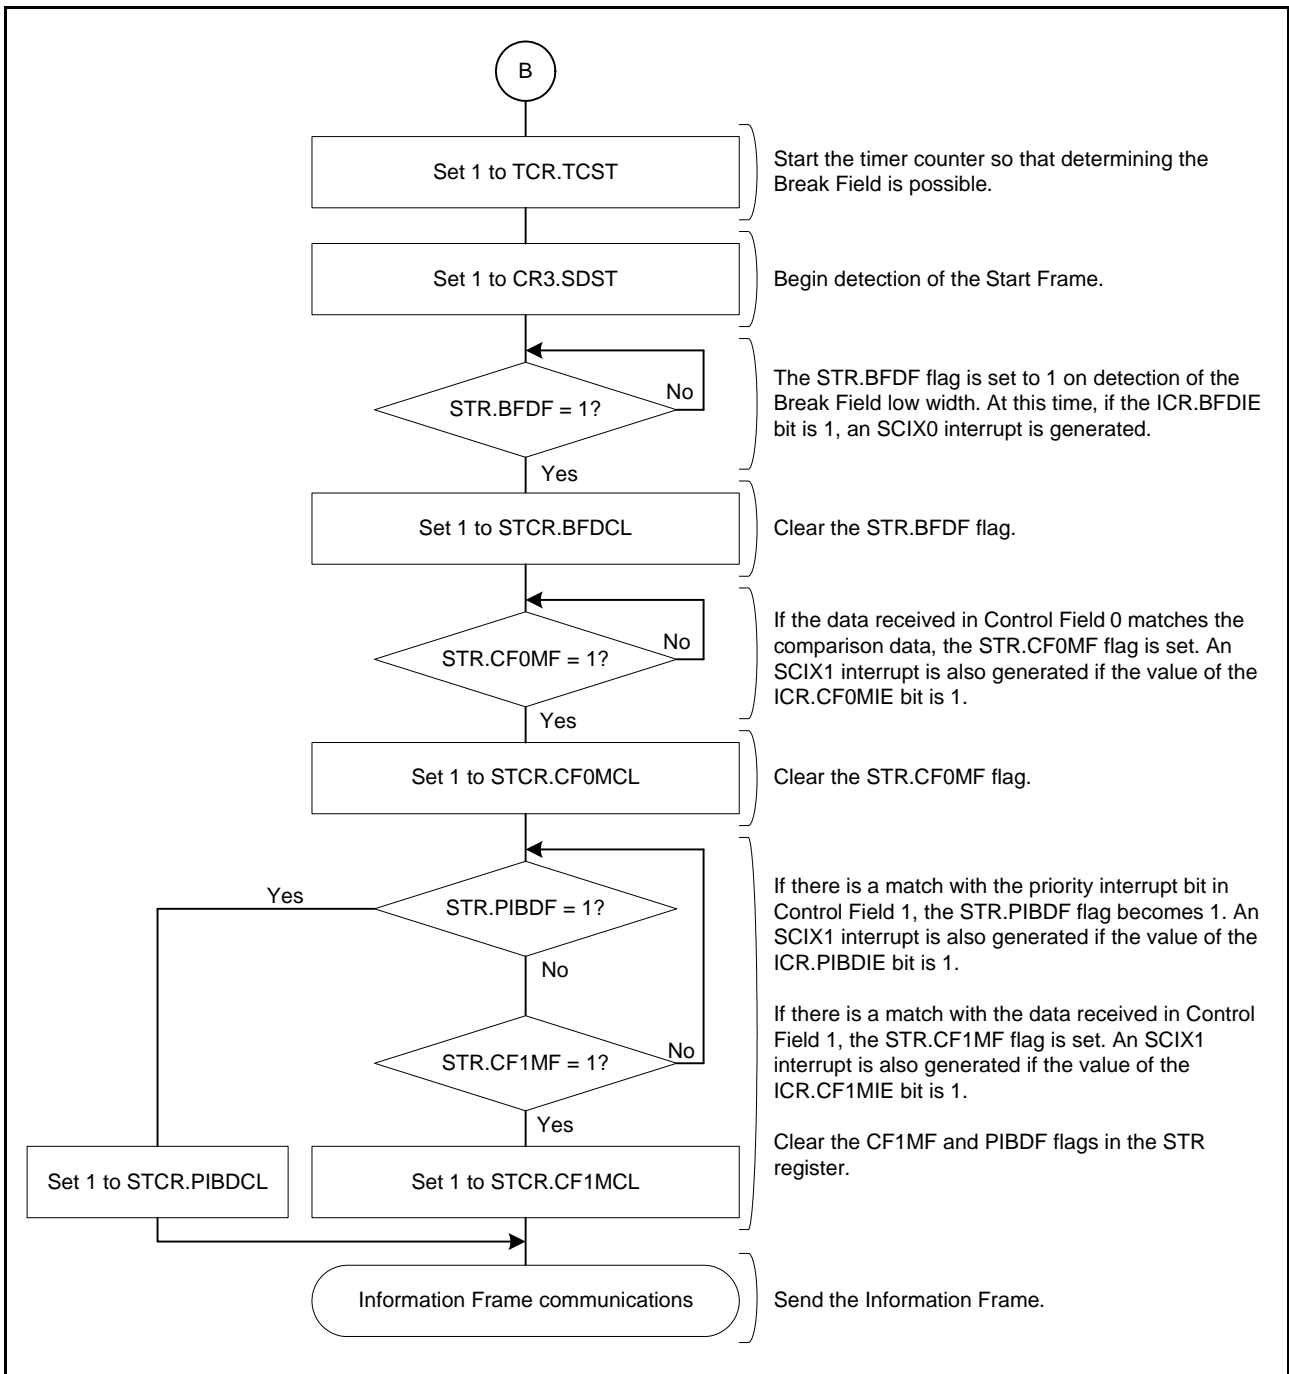 B
Set 1 to TCR.TCST
Start the timer counter so that determining the
Break Field is possible.
Set 1 to CR3.SDST
Begin detection of the Start Frame.
STR.BFDF = 1?
No
Yes
The STR.BFDF flag is set to 1 on detection of the
Break Field low width. At this time, if the ICR.BFDIE
bit is 1, an SCIX0 interrupt is generated.
Set 1 to STCR.BFDCL
Clear the STR.BFDF flag.
STR.CF0MF = 1?
No
Yes
If the data received in Control Field 0 matches the
comparison data, the STR.CF0MF flag is set. An
SCIX1 interrupt is also generated if the value of the
ICR.CF0MIE bit is 1.
Set 1 to STCR.CF0MCL
Clear the STR.CF0MF flag.
Yes
STR.PIBDF = 1?
No
If there is a match with the priority interrupt bit in
Control Field 1, the STR.PIBDF flag becomes 1. An
SCIX1 interrupt is also generated if the value of the
ICR.PIBDIE bit is 1.
STR.CF1MF = 1?
No
Yes
If there is a match with the data received in Control
Field 1, the STR.CF1MF flag is set. An SCIX1
interrupt is also generated if the value of the
ICR.CF1MIE bit is 1.
Set 1 to STCR.PIBDCL
Set 1 to STCR.CF1MCL
Clear the CF1MF and PIBDF flags in the STR
register.
Information Frame communications
Send the Information Frame.